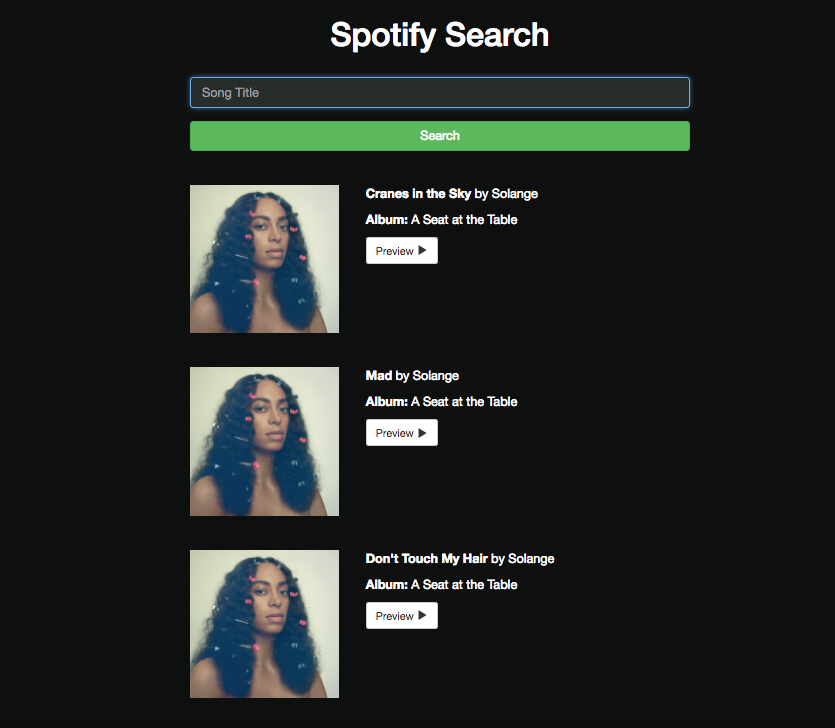 Spotify Search
Song Title
Search
Cranes in the Sky by Solange
Album: A Seat at the Table
Preview
Mad by Solange
Album: A Seat at the Table
Preview
Don't Touch My Hair by Solange
Album: A Seat at the Table
Preview